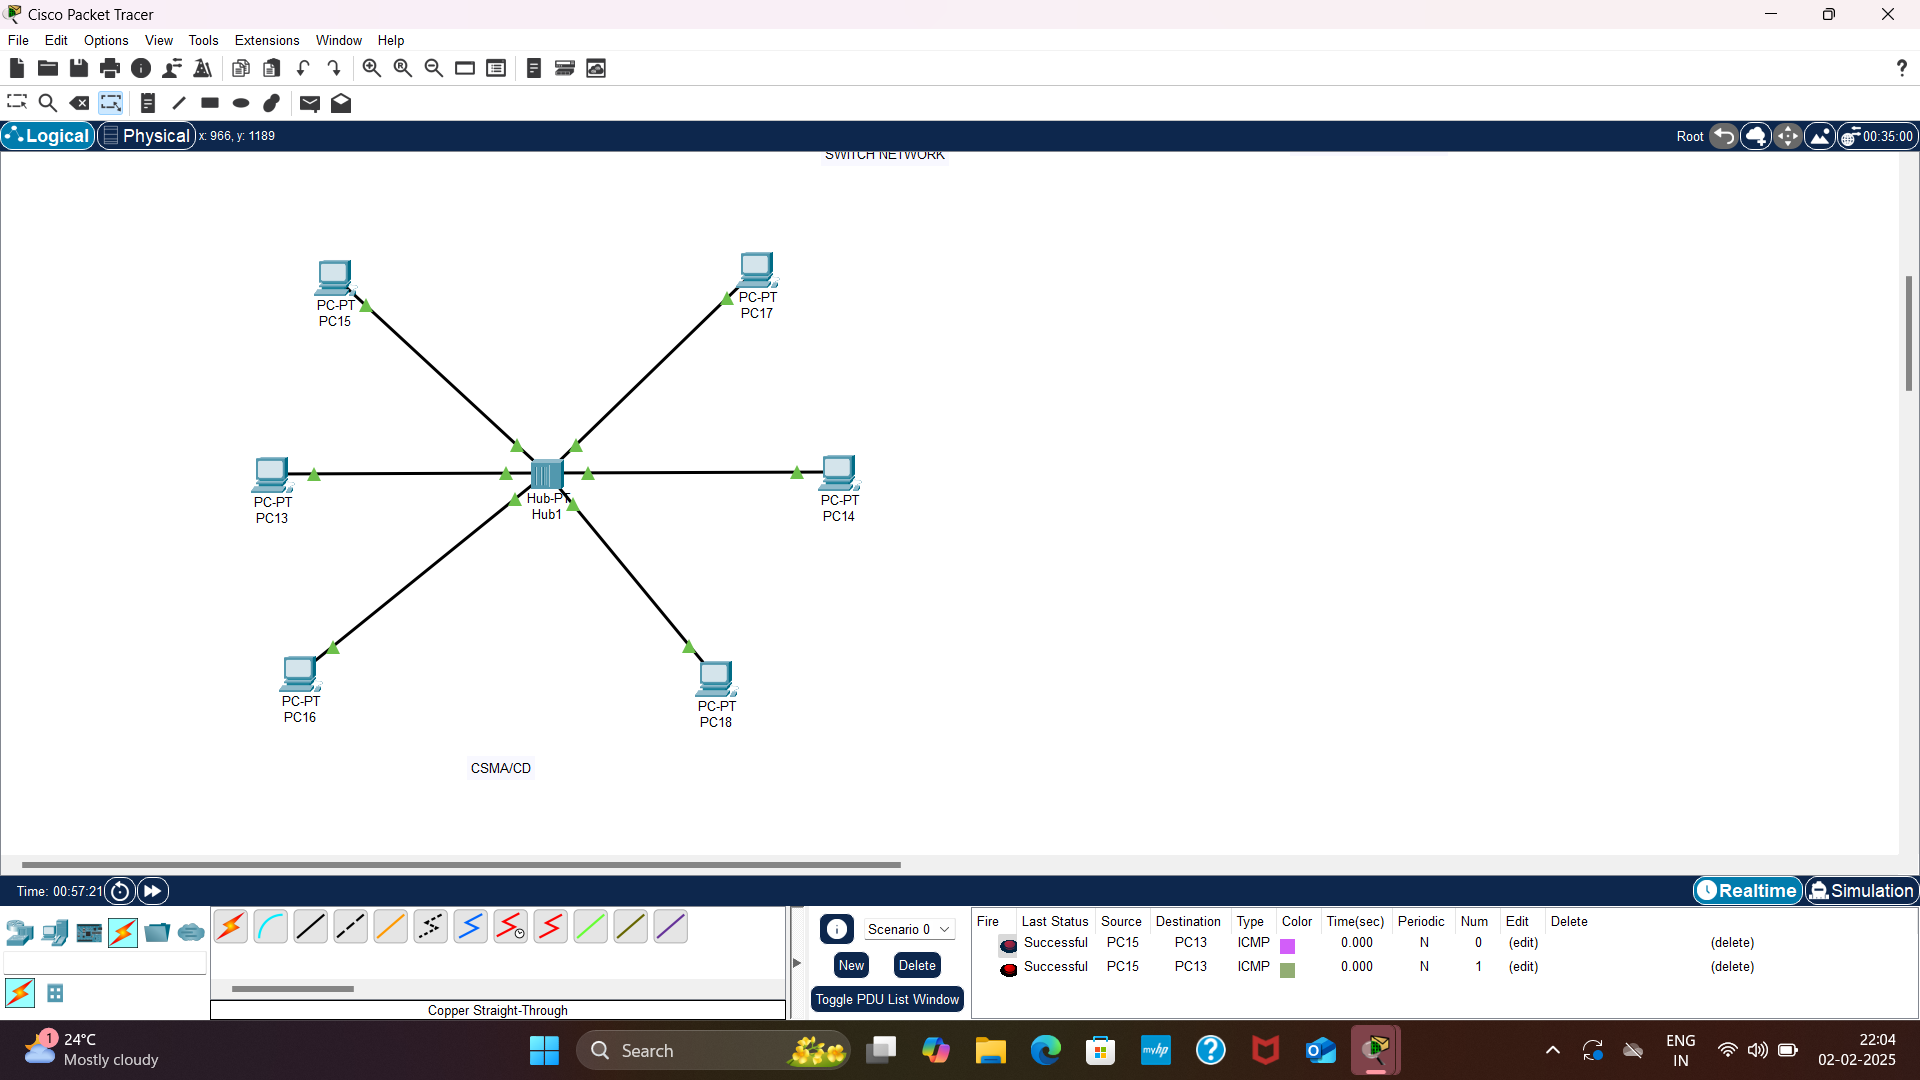 Cisco Packet Tracer
File Edit Options View Tools Extensions Window Help
?
Logical Physical x: 966, y: 1189 Root 00:35:00
SWITCH NETWORK
PC-PT
PC15
PC-PT
PC17
PC-PT
PC13
Hub-PT
Hub1
PC-PT
PC14
PC-PT
PC16
PC-PT
PC18
CSMA/CD
Time: 00:57:21 Realtime Simulation
Scenario 0
New Delete
Toggle PDU List Window
Fire Last Status Source Destination Type Color Time(sec) Periodic Num Edit Delete
Successful PC15 PC13 ICMP 0.000 N 0 (edit) (delete)
Successful PC15 PC13 ICMP 0.000 N 1 (edit) (delete)
Copper Straight-Through
1
24°C
Mostly cloudy
Search
myhp
?
ENG
IN
22:04
02-02-2025